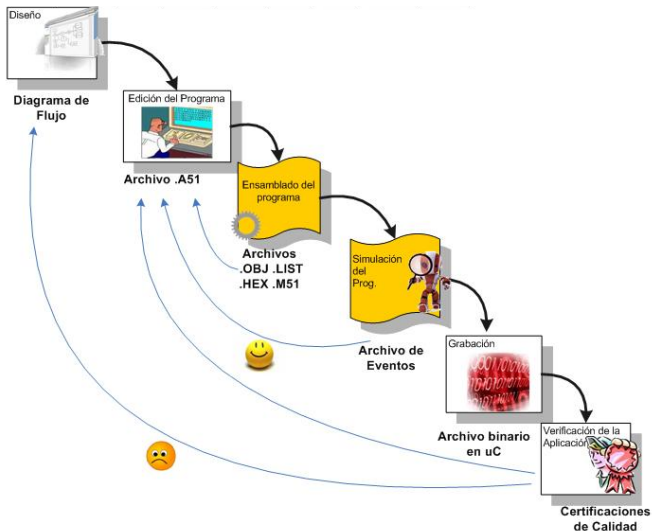 Diseño
Diagrama de
Flujo
Edición del Programa
Archivo .A51
Ensamblado del
programa
Archivos
.OBJ .LIST
.HEX .M51
Simulación
del
Prog.
Archivo de
Eventos
Grabación
Archivo binario
en uC
Verificación de la
Aplicación
Certificaciones
de Calidad